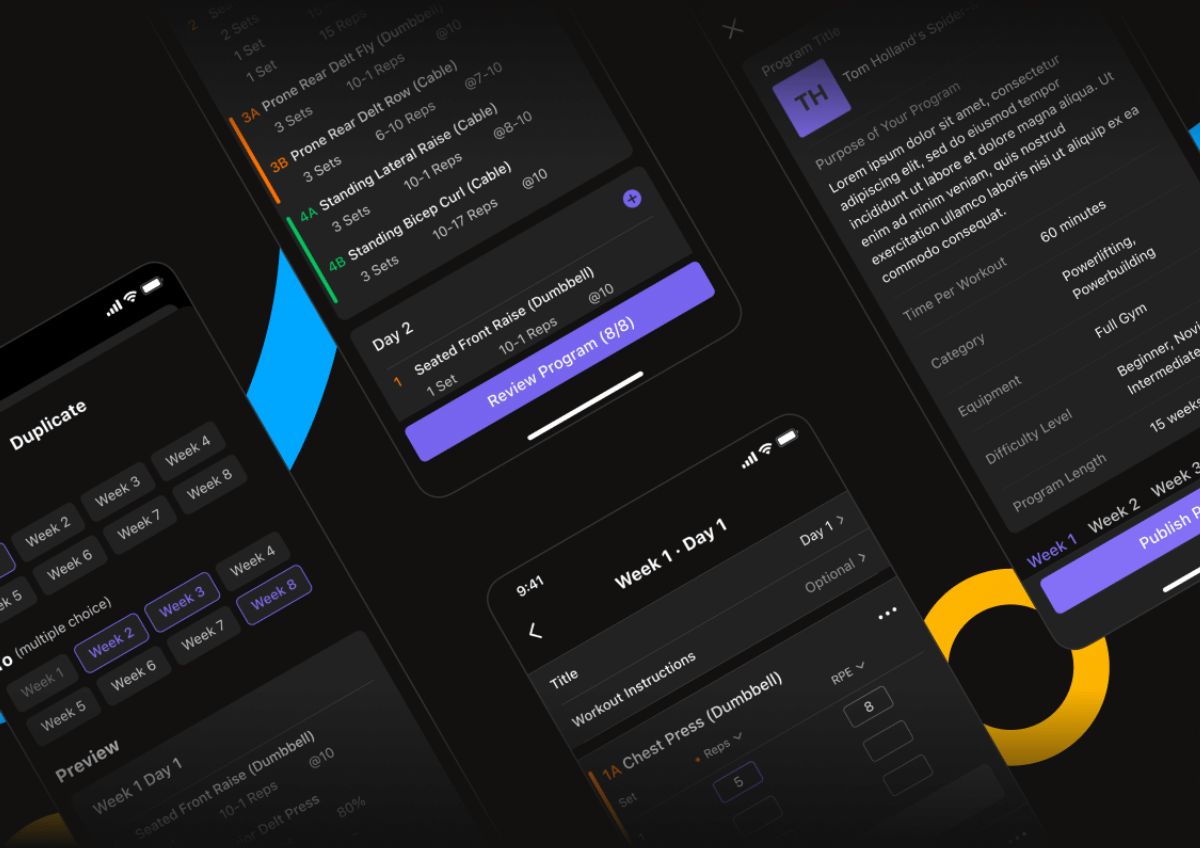 Duplicate
Week 2
Week 3
Week 4
Week 6
Week 7
Week 8
(multiple choice)
Week 1
Week 2
Week 3
Week 4
Week 5
Week 6
Week 7
Week 8
Preview
Week 1 Day 1
Seated Front Raise (Dumbbell)
10-1 Reps
@10
Delt Press
80%
2
2 Sets
15 Reps
1 Set
1 Set
3A Prone Rear Delt Fly (Dumbbell)
3 Sets
10-1 Reps
@10
3B Prone Rear Delt Row (Cable)
3 Sets
6-10 Reps
@7-10
4A Standing Lateral Raise (Cable)
3 Sets
10-1 Reps
@8-10
4B Standing Bicep Curl (Cable)
3 Sets
10-17 Reps
@10
Day 2
1 Seated Front Raise (Dumbbell)
1 Set
10-1 Reps
@10
Review Program (8/8)
9:41
Week 1 · Day 1
Title
Day 1
Workout Instructions
Optional
1A Chest Press (Dumbbell)
Set
Reps
RPE
5
8
Program Title
TH
Tom Holland's
Purpose of Your Program
Lorem ipsum dolor sit amet, consectetur
adipiscing elit, sed do eiusmod tempor
incididunt ut labore et dolore magna aliqua. Ut
enim ad minim veniam, quis nostrud
exercitation ullamco laboris nisi ut aliquip ex ea
commodo consequat.
Time Per Workout
60 minutes
Category
Powerlifting,
Powerbuilding
Equipment
Full Gym
Difficulty Level
Beginner,
Intermediate
Program Length
15 weeks
Week 1
Week 2
Week 3
Publish